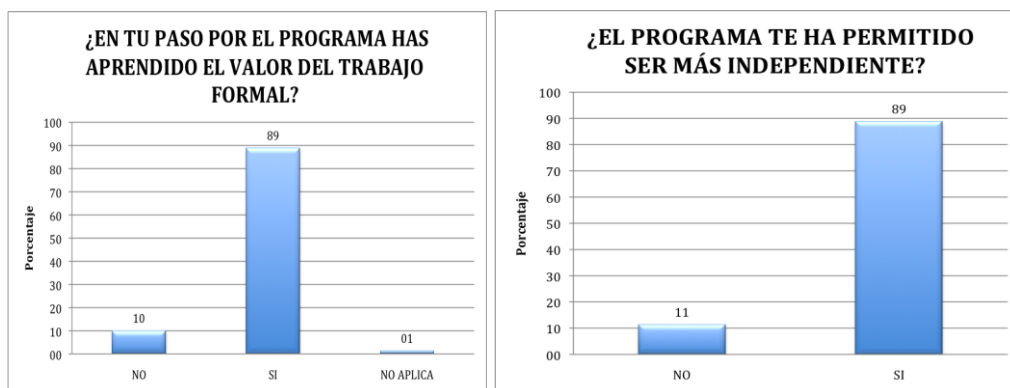 ¿EN TU PASO POR EL PROGRAMA HAS
APRENDIDO EL VALOR DEL TRABAJO
FORMAL?
100
90
80
70
60
50
40
30
20
10
00
Porcentaje
10
89
01
NO
SI
NO APLICA
¿EL PROGRAMA TE HA PERMITIDO
SER MÁS INDEPENDIENTE?
100
90
80
70
60
50
40
30
20
10
00
Porcentaje
11
89
NO
SI